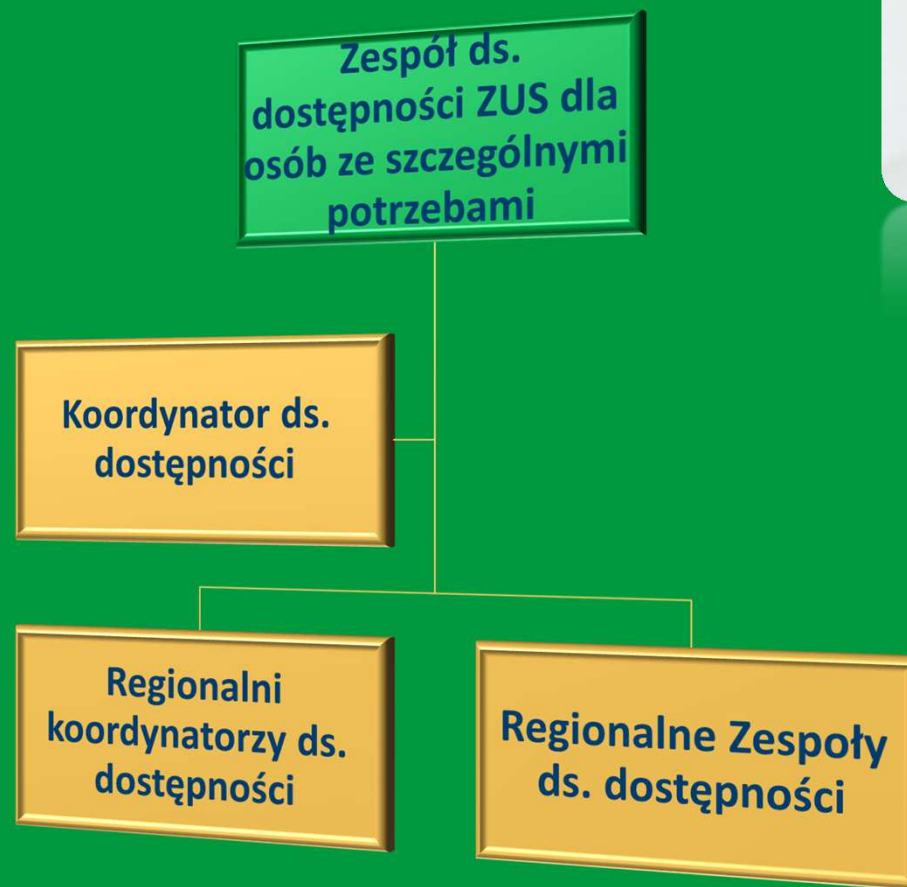 Zespół ds.
dostępności ZUS dla
osób ze szczególnymi
potrzebami
Koordynator ds.
dostępności
Regionalni
koordynatorzy ds.
dostępności
Regionalne Zespoły
ds. dostępności